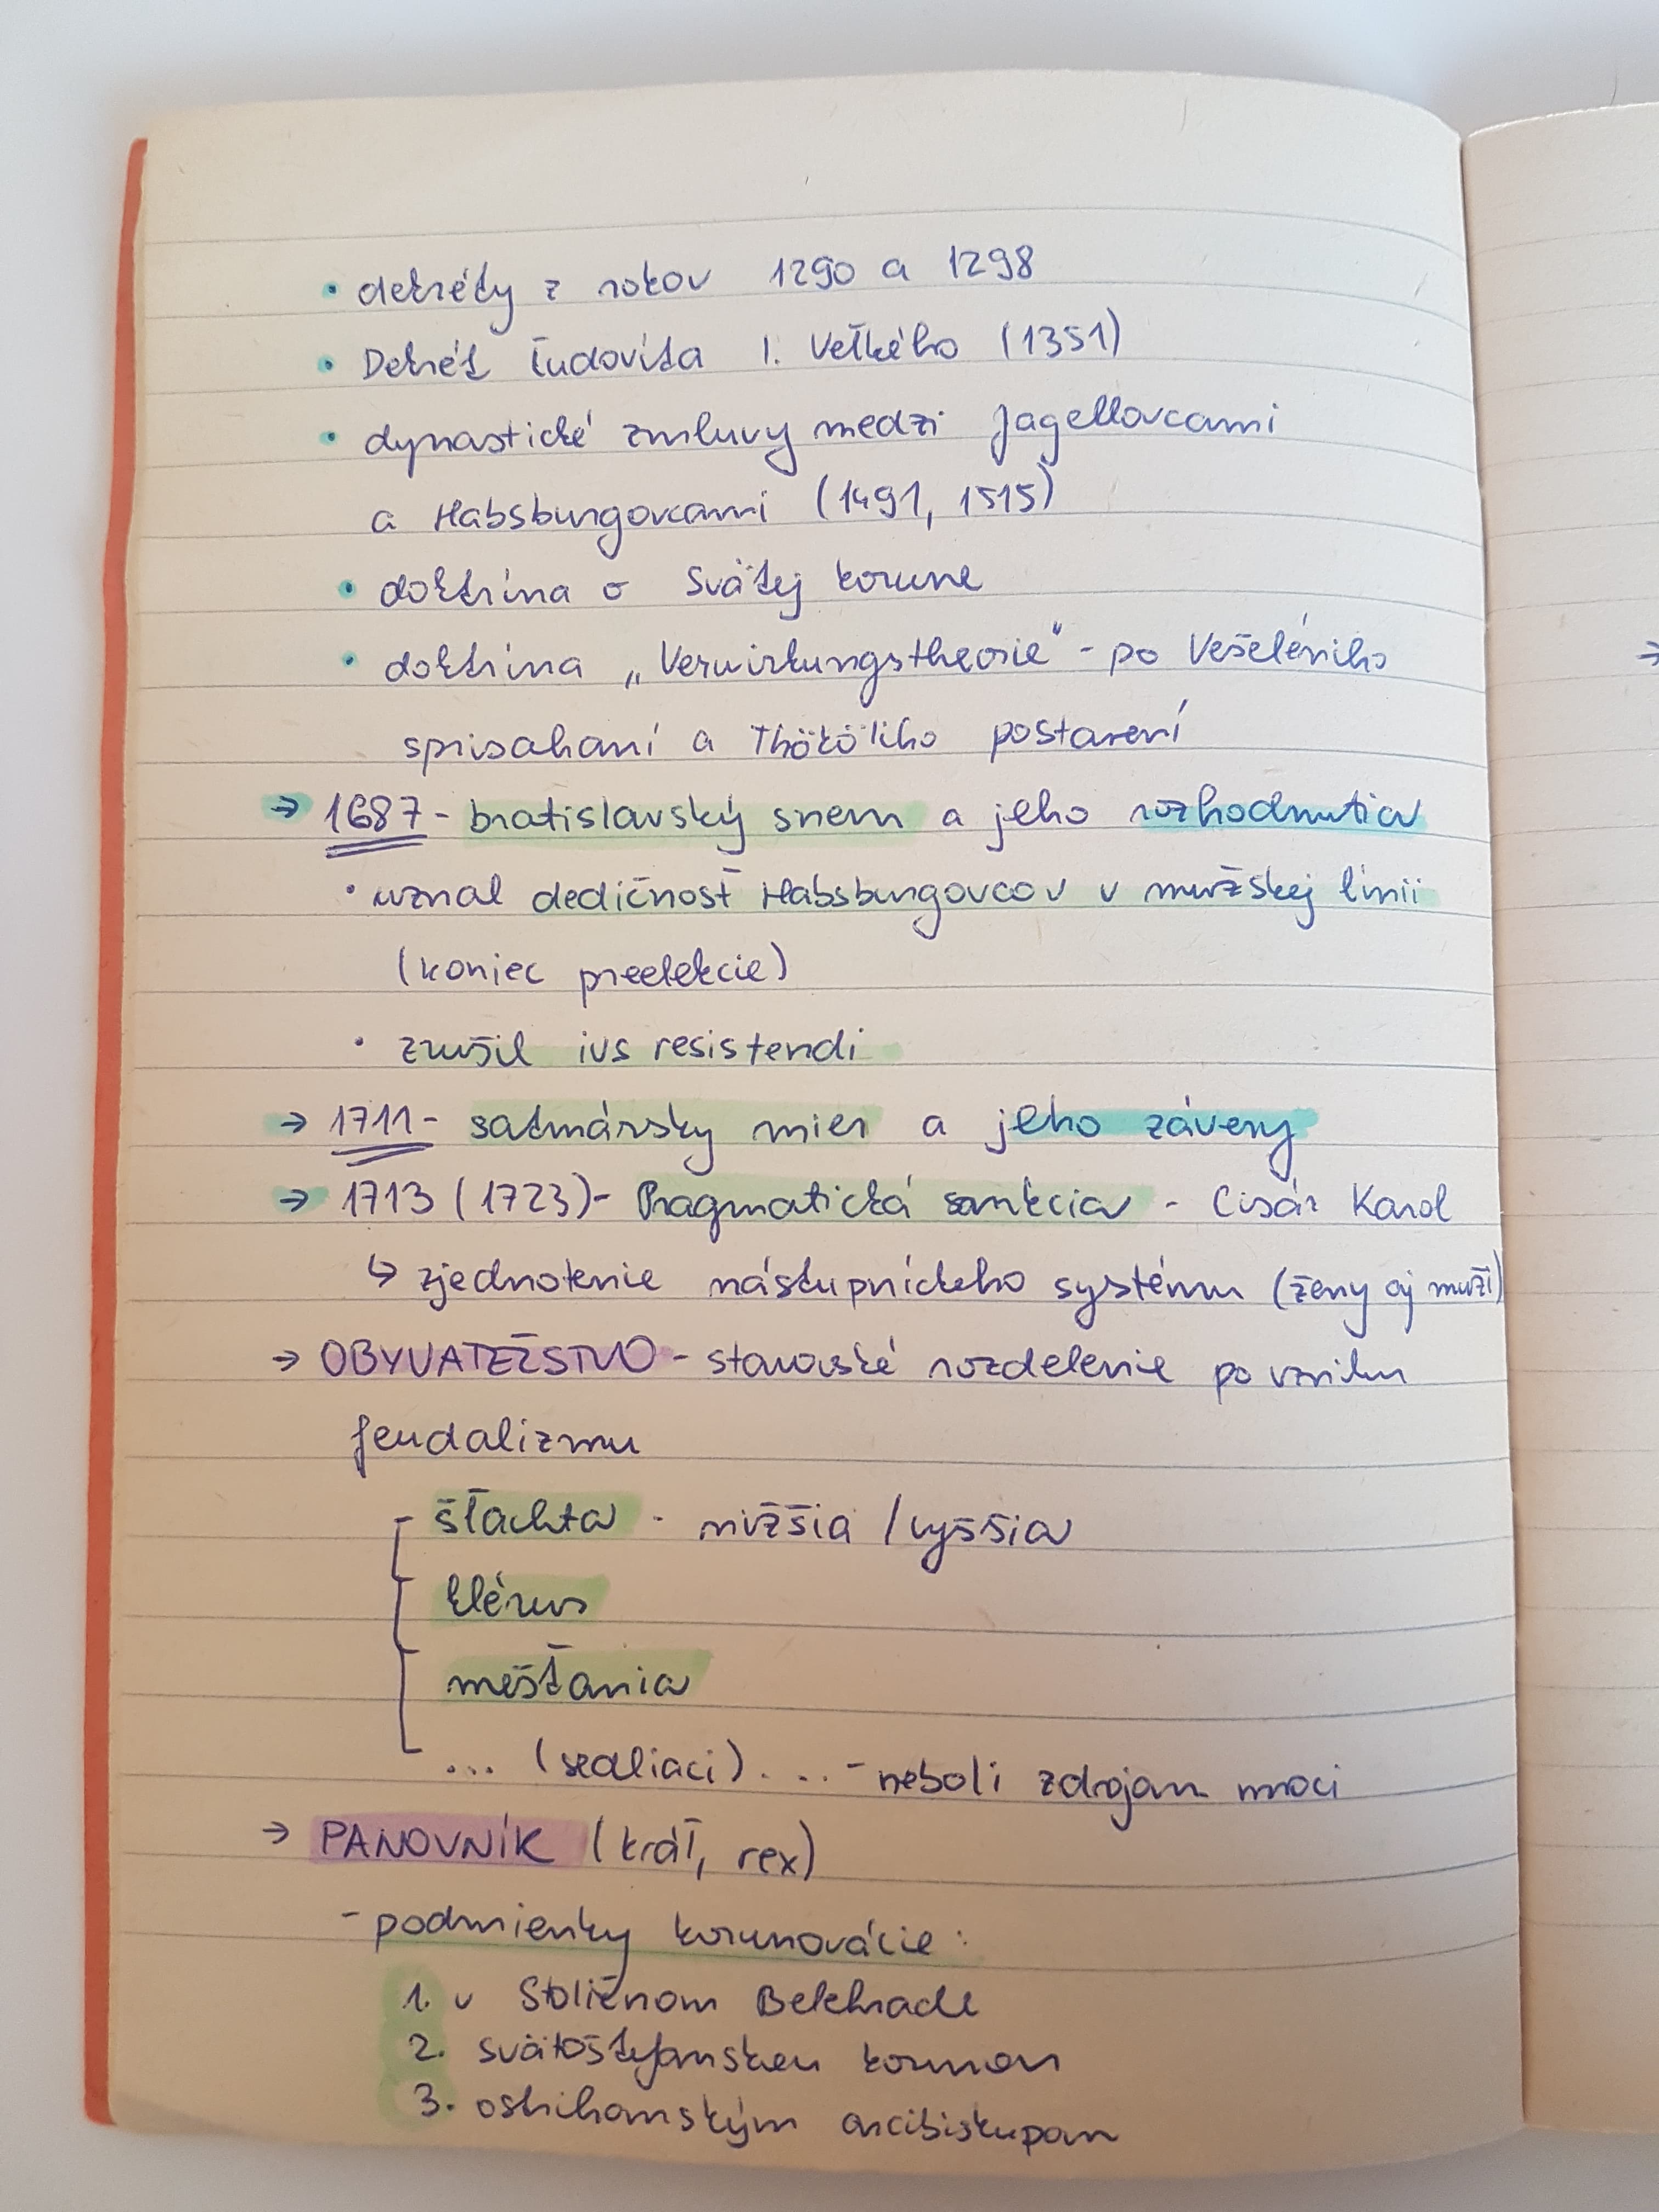 • dekréty z rokov 1290 a 1298
• Dekrét Ľudovíta I. Veľkého (1351)
• dynastické zmluvy medzi Jagellovcami
a Habsburgovcami (1491, 1515)
• doktrína o Svätej korune
• doktrína „Verwirkungstheorie" - po Vešeléniho
sprisahaní a Thököliho postavení
→ 1687 - bratislavský snem a jeho rozhodnutia
• uznal dedičnosť Habsburgovcov v mužskej línii
(koniec preelekcie)
• zrušil ius resistendi
→ 1711 - satmársky mier a jeho závery
→ 1713 (1723) - Pragmatická sankcia - Cisár Karol
↳ zjednotenie nástupníckeho systému (ženy aj muži)
→ OBYVATEĽSTVO - stavovské rozdelenie po vzniku
feudalizmu
- šľachta - nižšia / vyššia
klérus
mešťania
... (sedliaci) ... - neboli zdrojom moci
→ PANOVNÍK (kráľ, rex)
- podmienky korunovácie:
1. v Stoličnom Belehrade
2. svätoštefanskou korunou
3. ostrihomským arcibiskupom
→